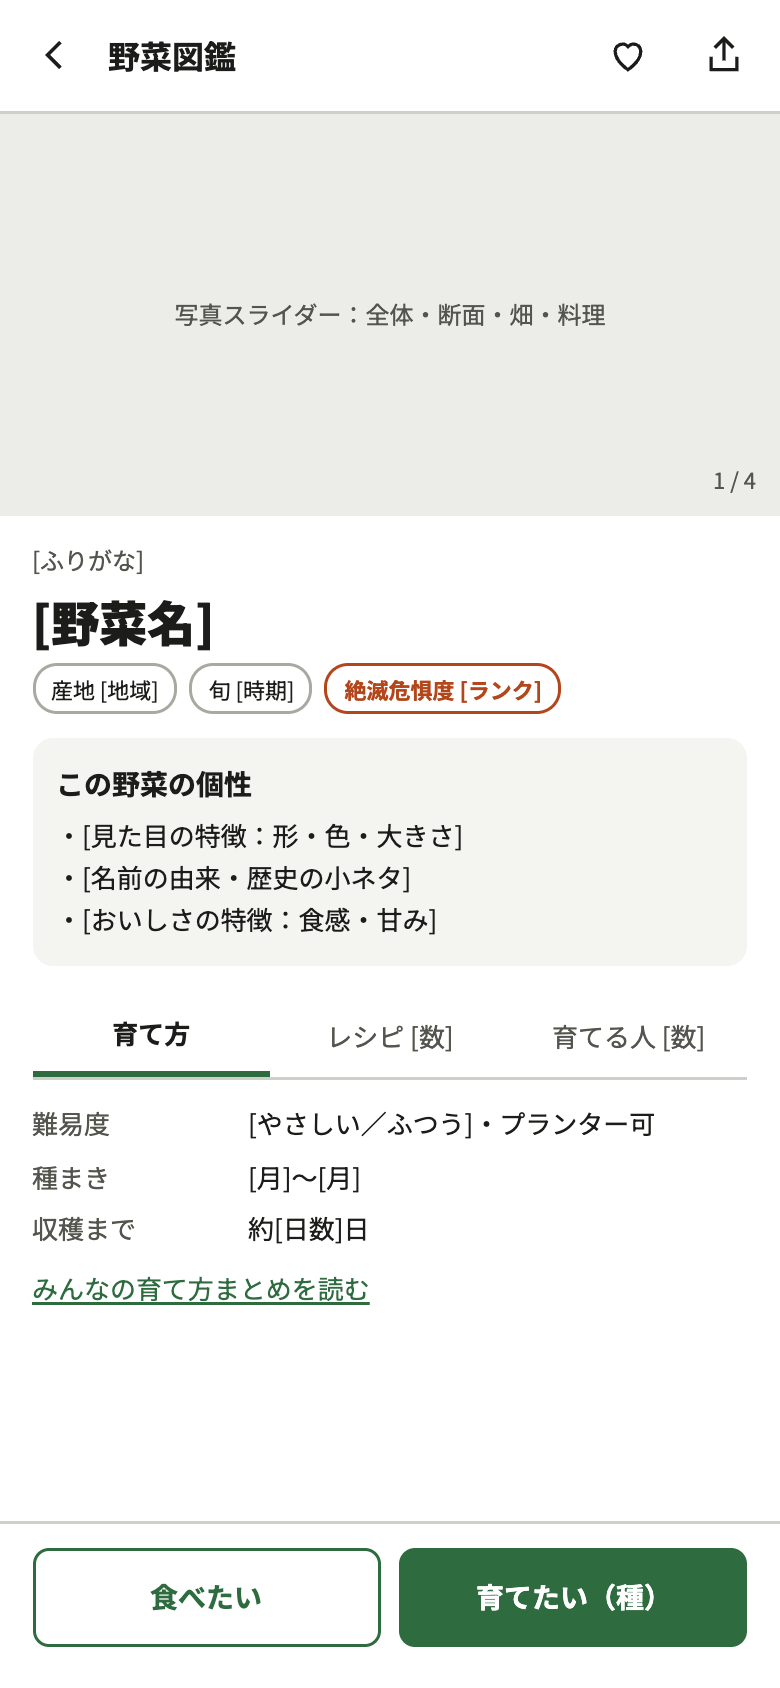 野菜図鑑
写真スライダー：全体・断面・畑・料理
1 / 4
[ふりがな]
[野菜名]
産地 [地域] 旬 [時期] 絶滅危惧度 [ランク]
この野菜の個性
・[見た目の特徴：形・色・大きさ]
・[名前の由来・歴史の小ネタ]
・[おいしさの特徴：食感・甘み]
育て方 レシピ [数] 育てる人 [数]
難易度 [やさしい／ふつう]・プランター可
種まき [月]〜[月]
収穫まで 約[日数]日
みんなの育て方まとめを読む
食べたい 育てたい（種）